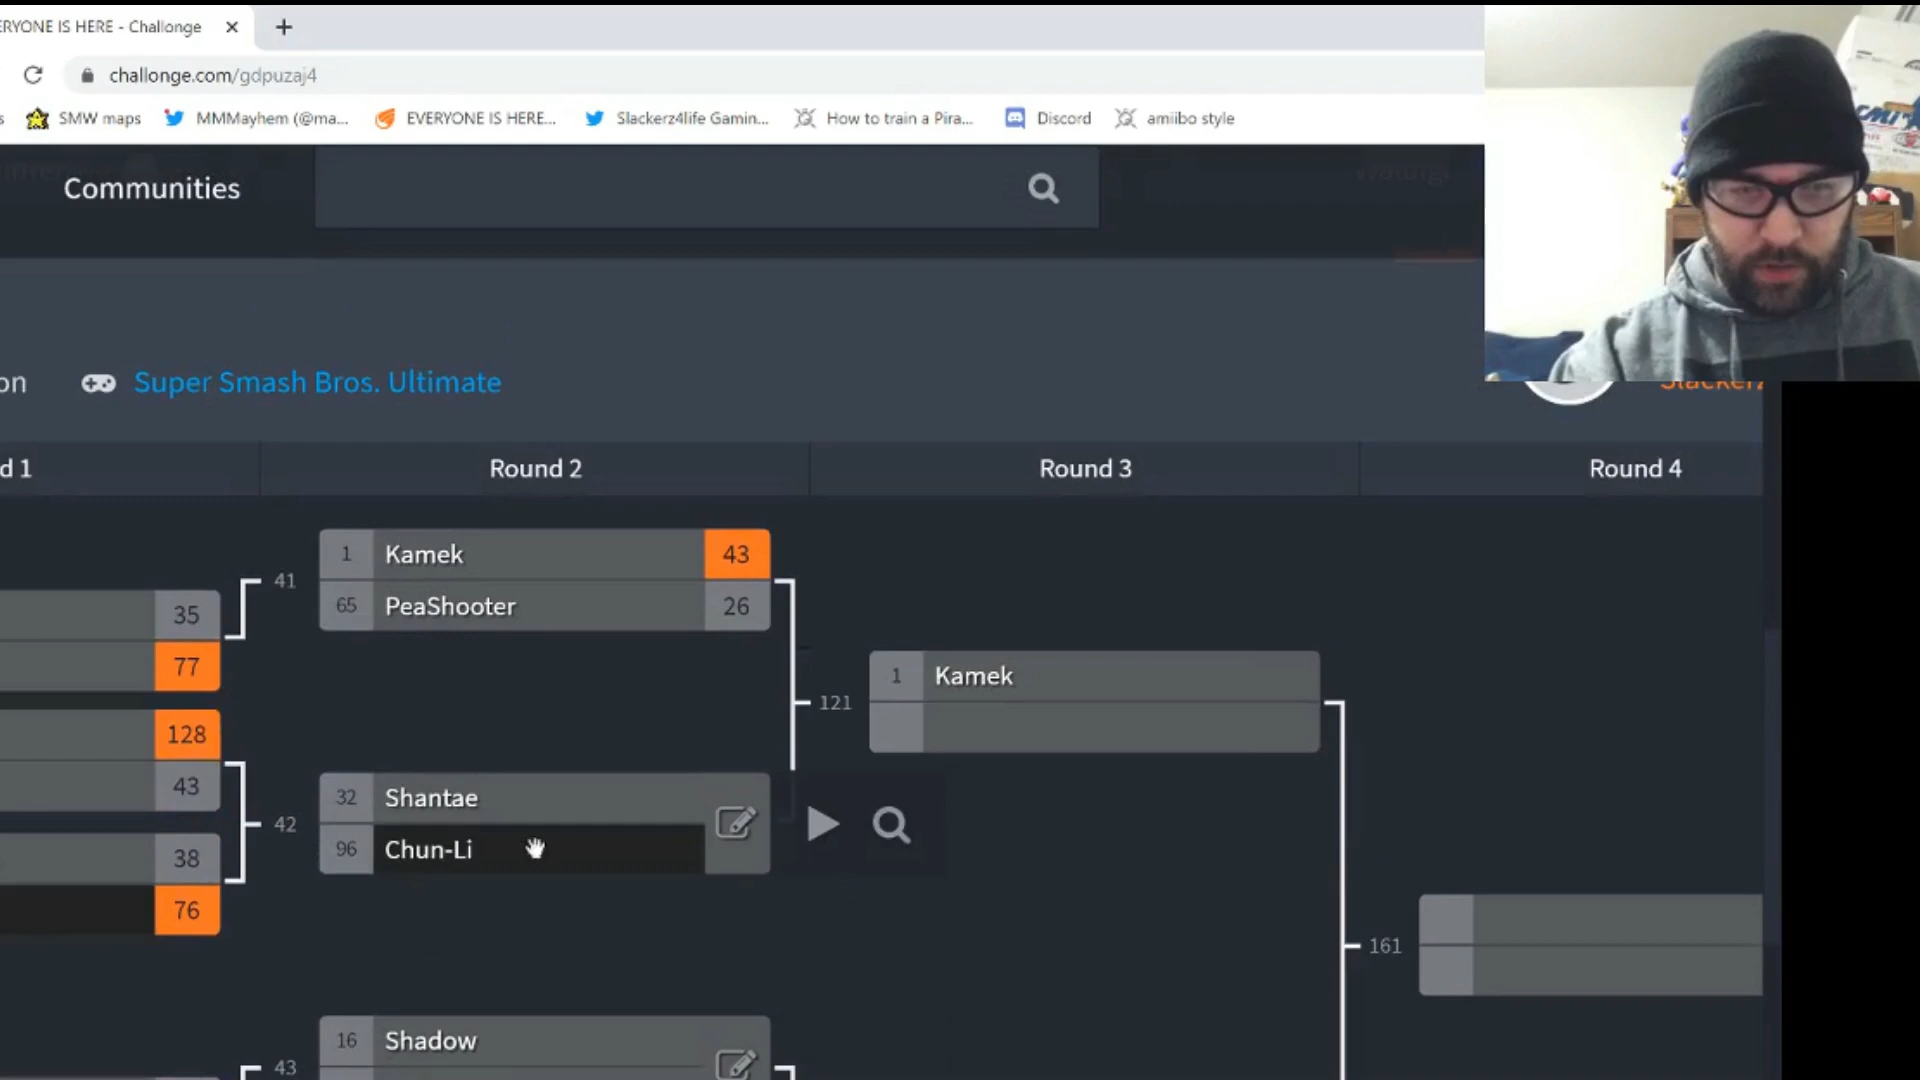 ERYONE IS HERE - Challonge
challonge.com/gdpuzaj4
s SMW maps MMMayhem (@ma... EVERYONE IS HERE... Slackerz4life Gamin... How to train a Pira... Discord amiibo style
Communities
on Super Smash Bros. Ultimate
d 1 Round 2 Round 3 Round 4
1 Kamek 43
41
65 PeaShooter 26
35
77
1 Kamek
121
128
43
32 Shantae
42
96 Chun-Li
38
76
161
16 Shadow
43